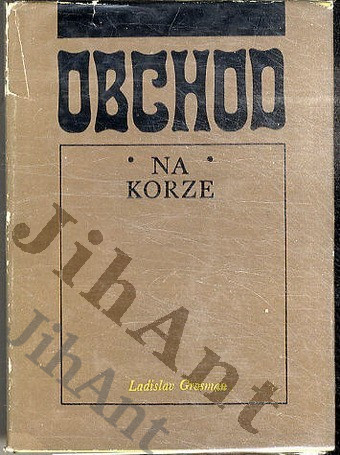 OBCHOD
NA
KORZE
Ladislav Grosman
JihAnt
JihAnt